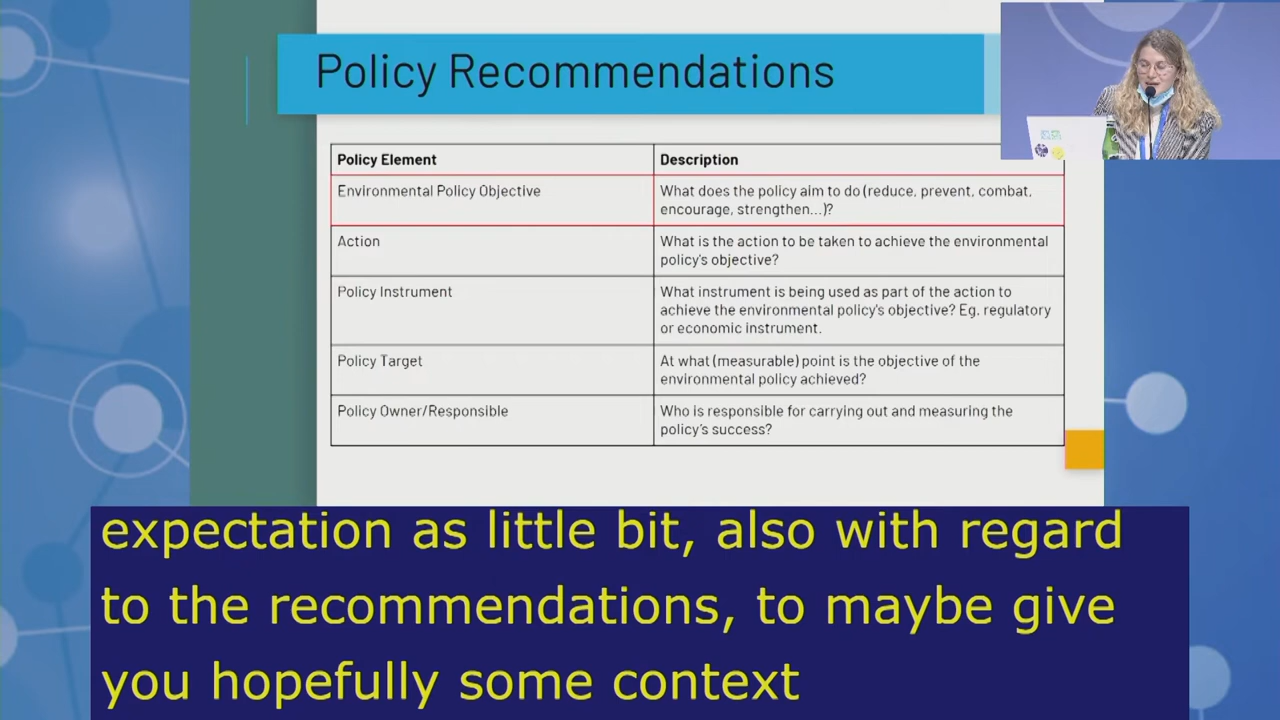 Policy Recommendations
Policy Element
Description
Environmental Policy Objective
What does the policy aim to do (reduce, prevent, combat,
encourage, strengthen...)?
Action
What is the action to be taken to achieve the environmental
policy's objective?
Policy Instrument
What instrument is being used as part of the action to
achieve the environmental policy's objective? Eg. regulatory
or economic instrument.
Policy Target
At what (measurable) point is the objective of the
environmental policy achieved?
Policy Owner/Responsible
Who is responsible for carrying out and measuring the
policy's success?
expectation as little bit, also with regard
to the recommendations, to maybe give
you hopefully some context